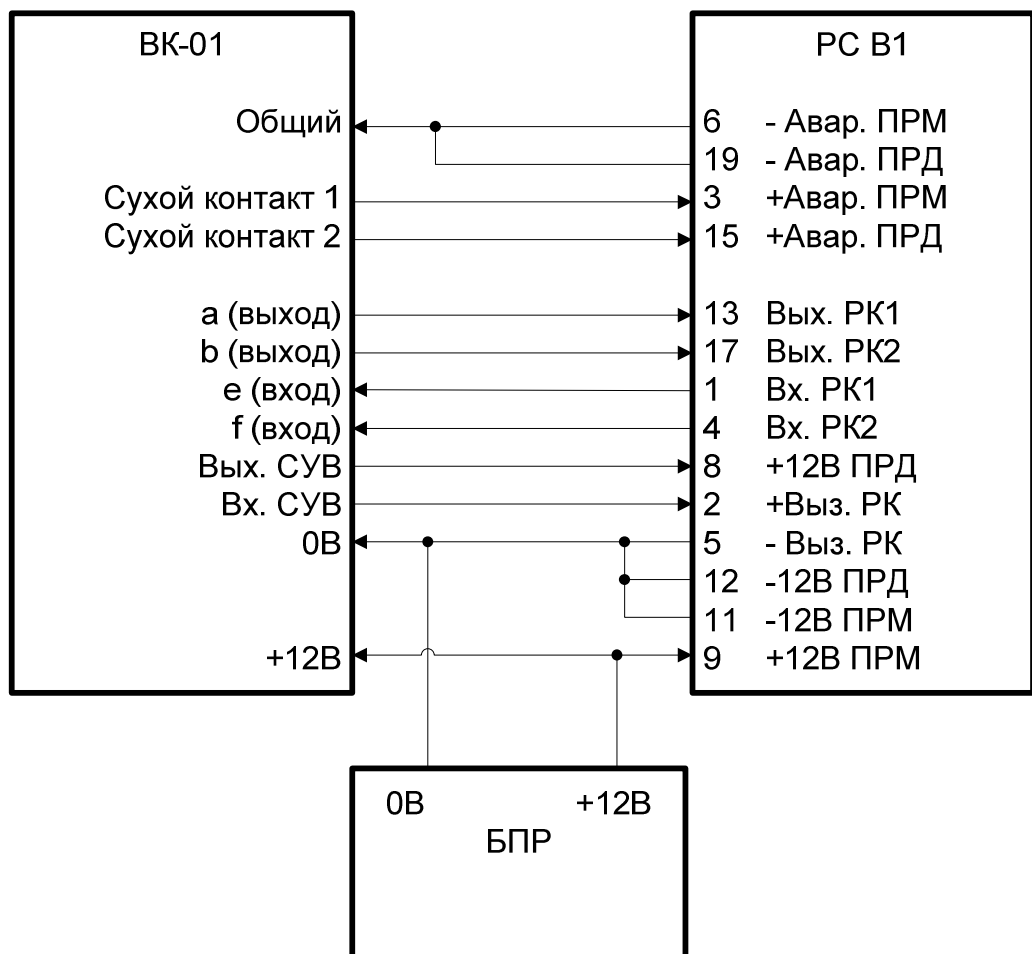 ВК-01
РС В1
Общий
6 - Авар. ПРМ
19 - Авар. ПРД
Сухой контакт 1
3 +Авар. ПРМ
Сухой контакт 2
15 +Авар. ПРД
a (выход)
13 Вых. РК1
b (выход)
17 Вых. РК2
e (вход)
1 Вх. РК1
f (вход)
4 Вх. РК2
Вых. СУВ
8 +12В ПРД
Вх. СУВ
2 +Выз. РК
0В
5 - Выз. РК
12 -12В ПРД
11 -12В ПРМ
+12В
9 +12В ПРМ
0В +12В
БПР